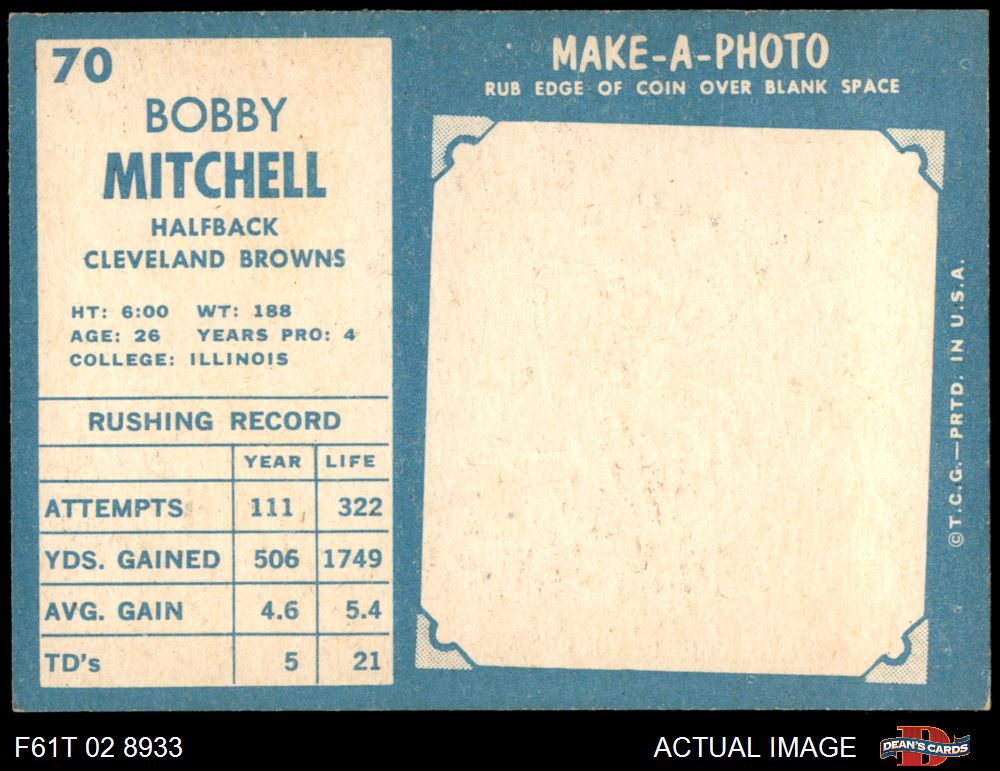 70
BOBBY
MITCHELL
HALFBACK
CLEVELAND BROWNS
HT: 6:00 WT: 188
AGE: 26 YEARS PRO: 4
COLLEGE: ILLINOIS
RUSHING RECORD
YEAR LIFE
ATTEMPTS 111 322
YDS. GAINED 506 1749
AVG. GAIN 4.6 5.4
TD's 5 21
MAKE-A-PHOTO
RUB EDGE OF COIN OVER BLANK SPACE
©T.C.G.—PRTD. IN U.S.A.
F61T 02 8933
ACTUAL IMAGE
DEAN'S CARDS